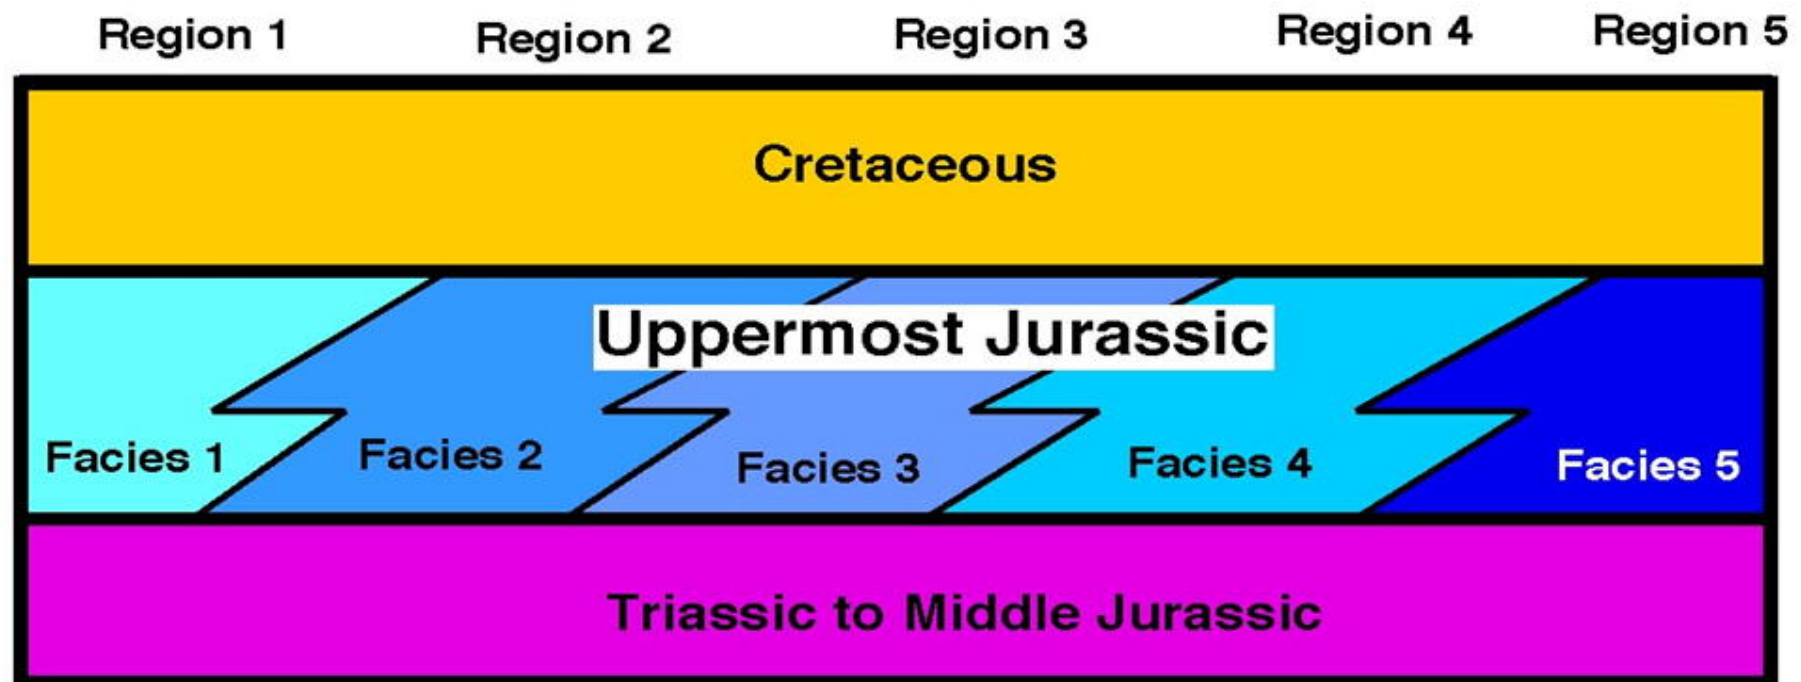 Region 1 Region 2 Region 3 Region 4 Region 5
Cretaceous
Uppermost Jurassic
Facies 1 Facies 2 Facies 3 Facies 4 Facies 5
Triassic to Middle Jurassic